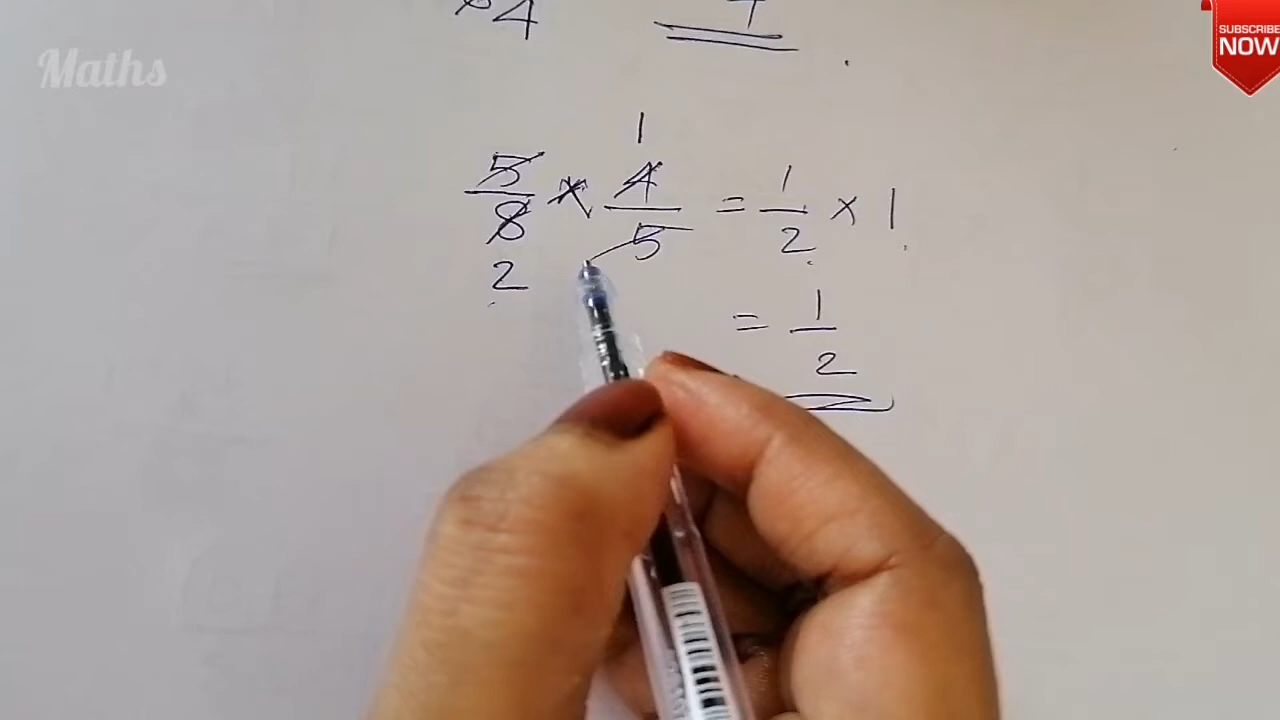 4
Maths
SUBSCRIBE
NOW
1
5/8 × 4/5 = 1/2 × 1
2
= 1/2